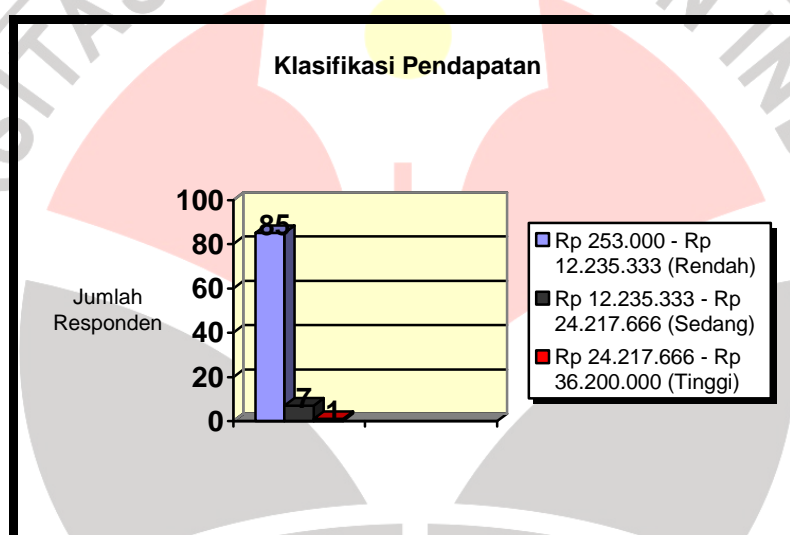 Klasifikasi Pendapatan
100
80
60
40
20
0
85
7
1
Jumlah
Responden
Rp 253.000 - Rp
12.235.333 (Rendah)
Rp 12.235.333 - Rp
24.217.666 (Sedang)
Rp 24.217.666 - Rp
36.200.000 (Tinggi)